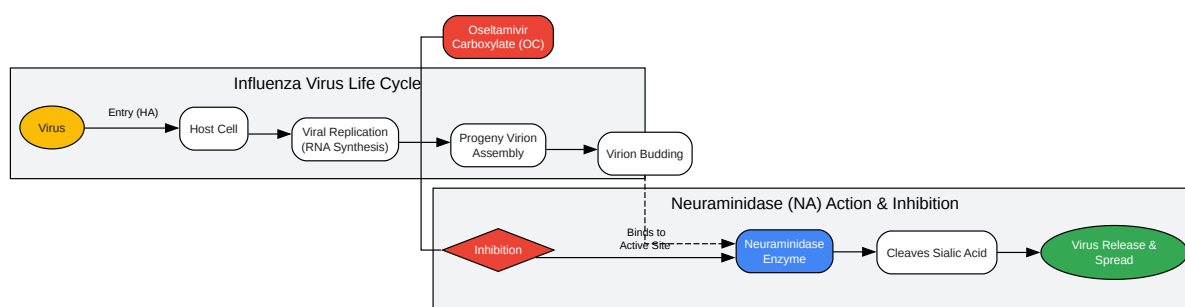 Oseltamivir
Carboxylate (OC)
Influenza Virus Life Cycle
Virus
Entry (HA)
Host Cell
Viral Replication
(RNA Synthesis)
Progeny Virion
Assembly
Virion Budding
Neuraminidase (NA) Action & Inhibition
Inhibition
Binds to
Active Site
Neuraminidase
Enzyme
Cleaves Sialic Acid
Virus Release &
Spread